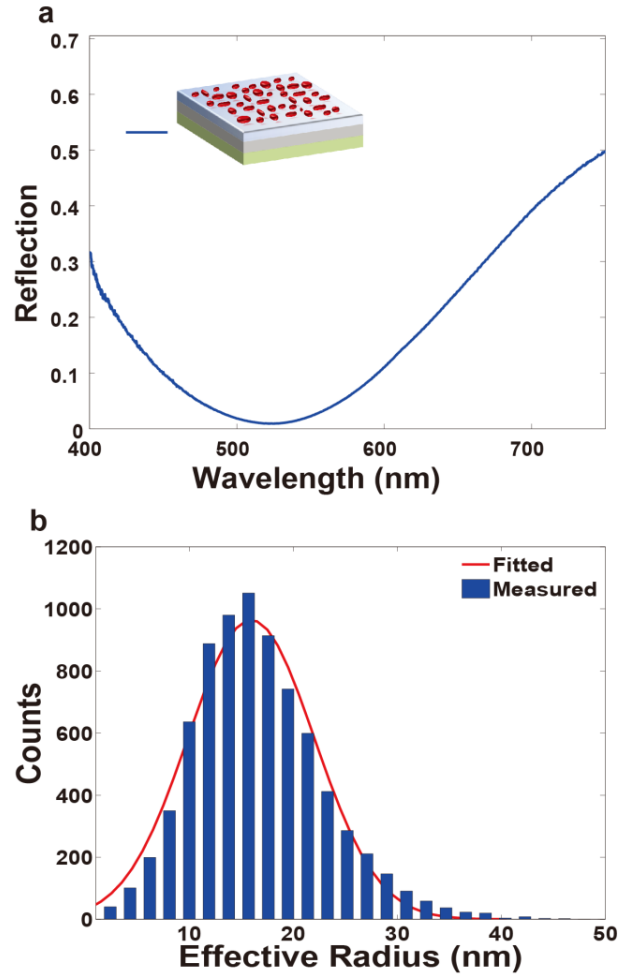 a
0.7
0.6
0.5
0.4
0.3
0.2
0.1
0
400 500 600 700
Reflection
Wavelength (nm)
b
1200
1000
800
600
400
200
0
10 20 30 40 50
Counts
Effective Radius (nm)
Fitted
Measured